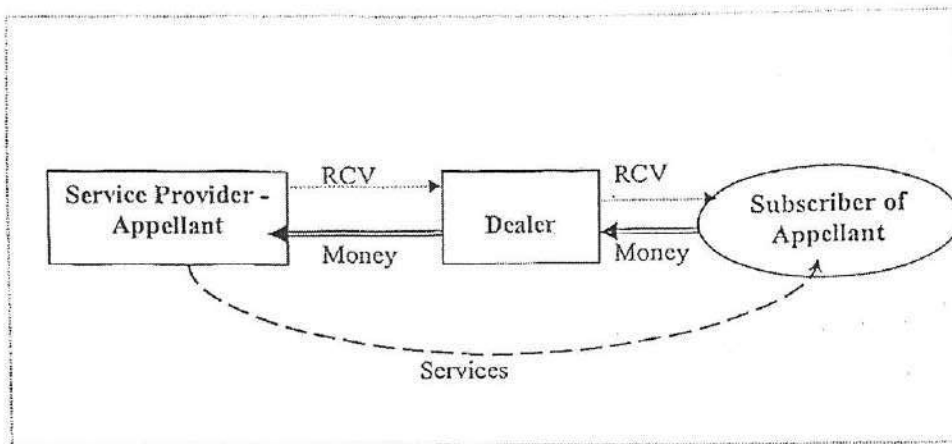 RCV
RCV
Service Provider -
Appellant
Dealer
Subscriber of
Appellant
Money
Money
Services